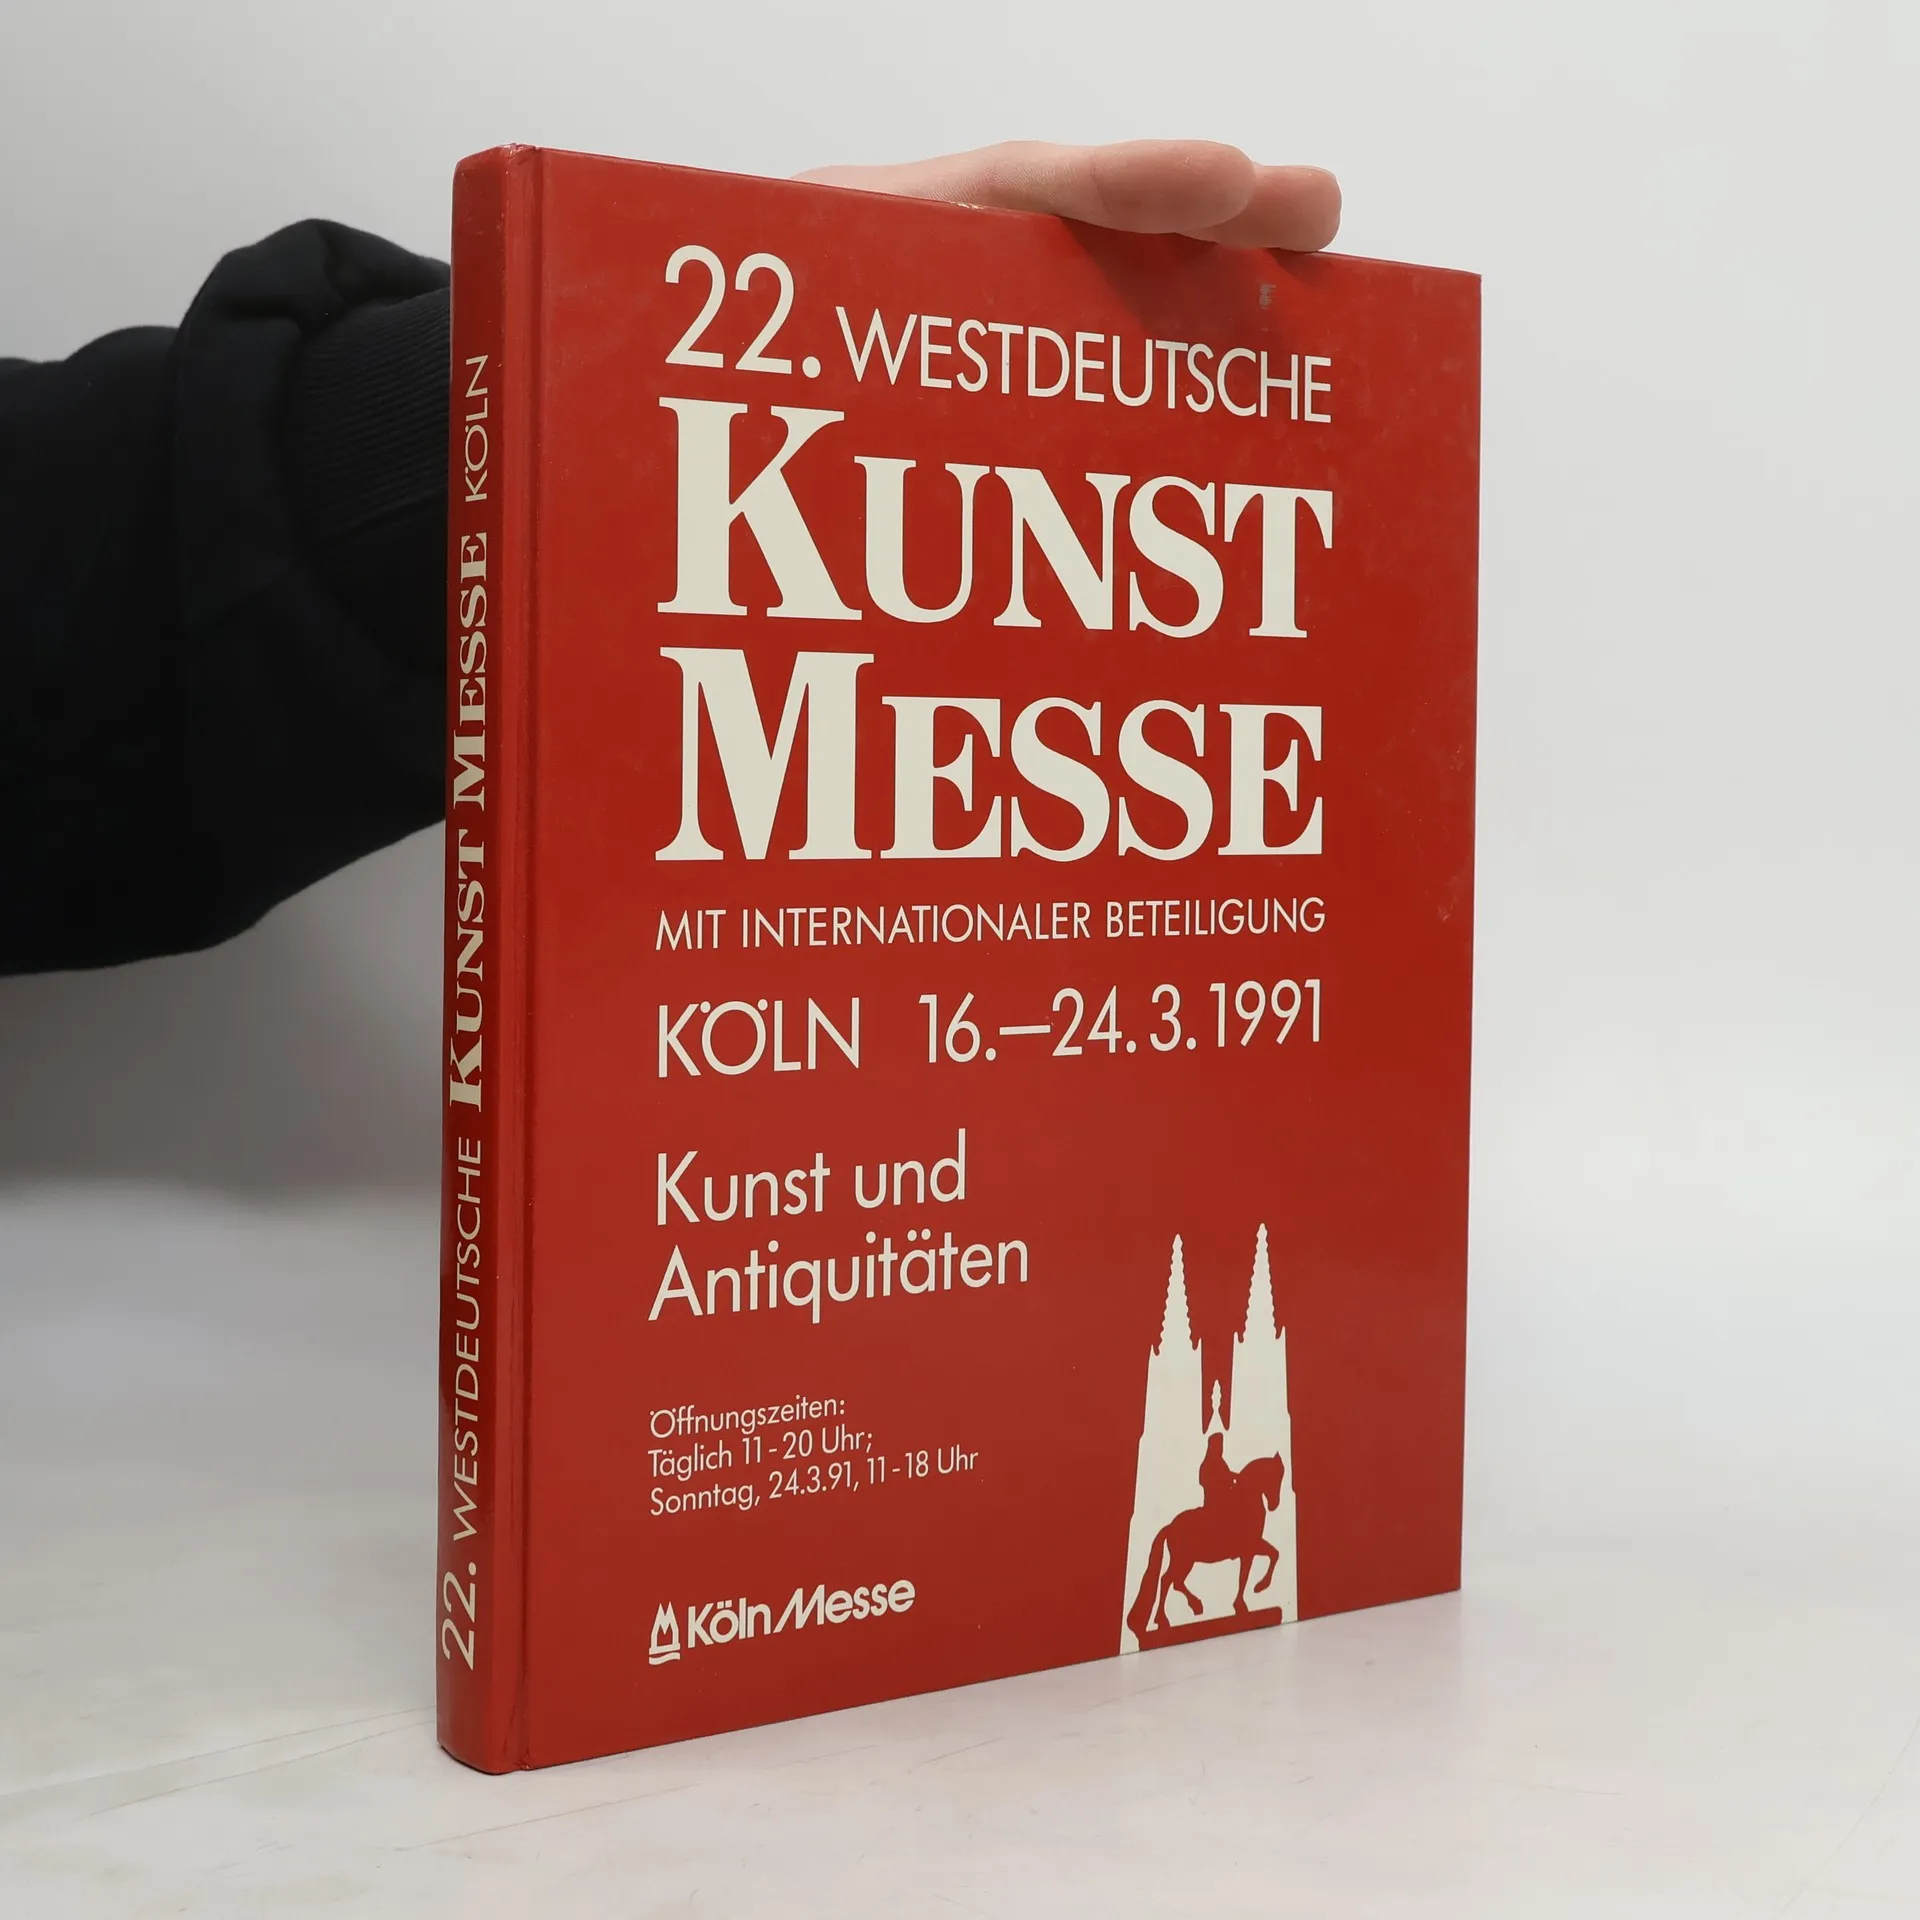 22. WESTDEUTSCHE KUNST MESSE KÖLN
22. WESTDEUTSCHE
KUNST
MESSE
MIT INTERNATIONALER BETEILIGUNG
KÖLN 16.–24.3.1991
Kunst und
Antiquitäten
Öffnungszeiten:
Täglich 11-20 Uhr;
Sonntag, 24.3.91, 11-18 Uhr
KölnMesse